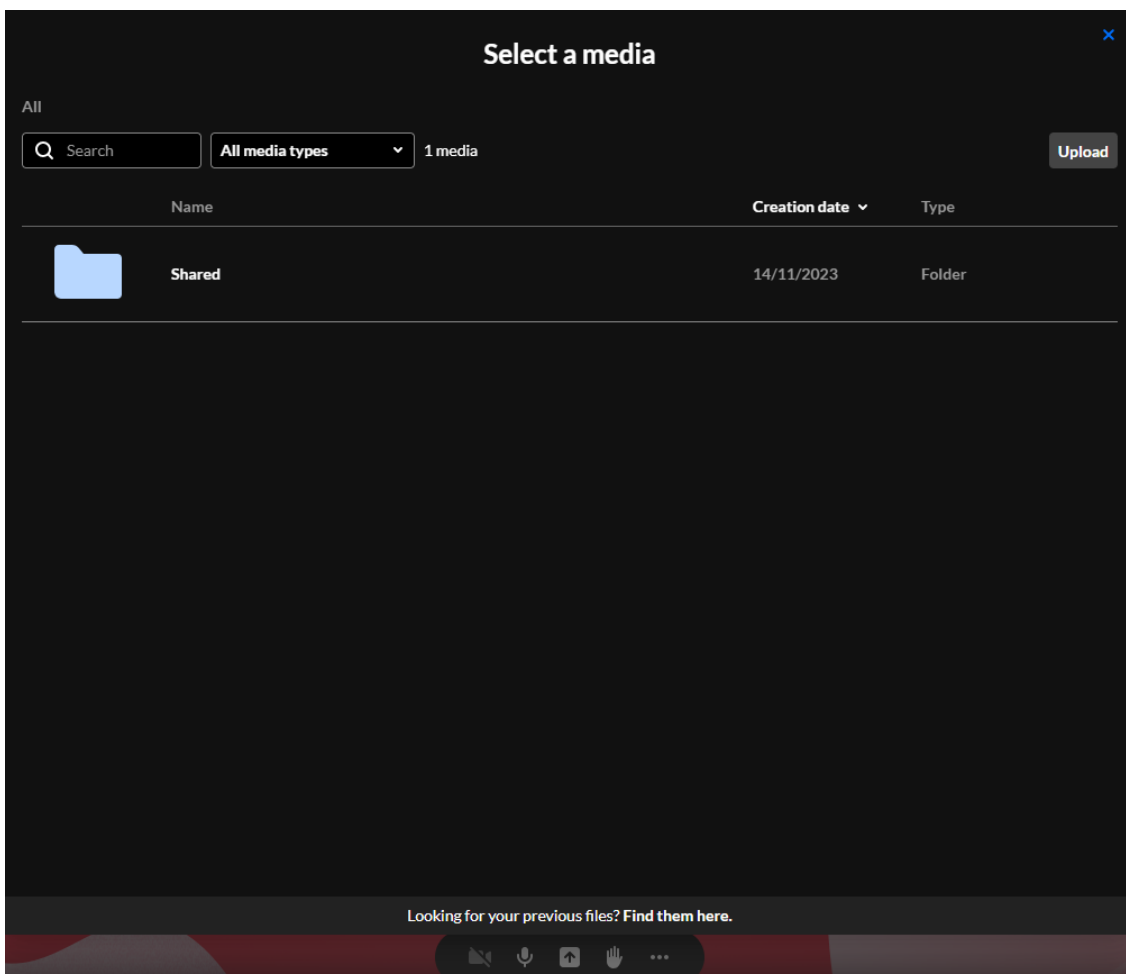 Select a media
All
Search
All media types
1 media
Upload
Name
Creation date
Type
Shared
14/11/2023
Folder
Looking for your previous files? Find them here.